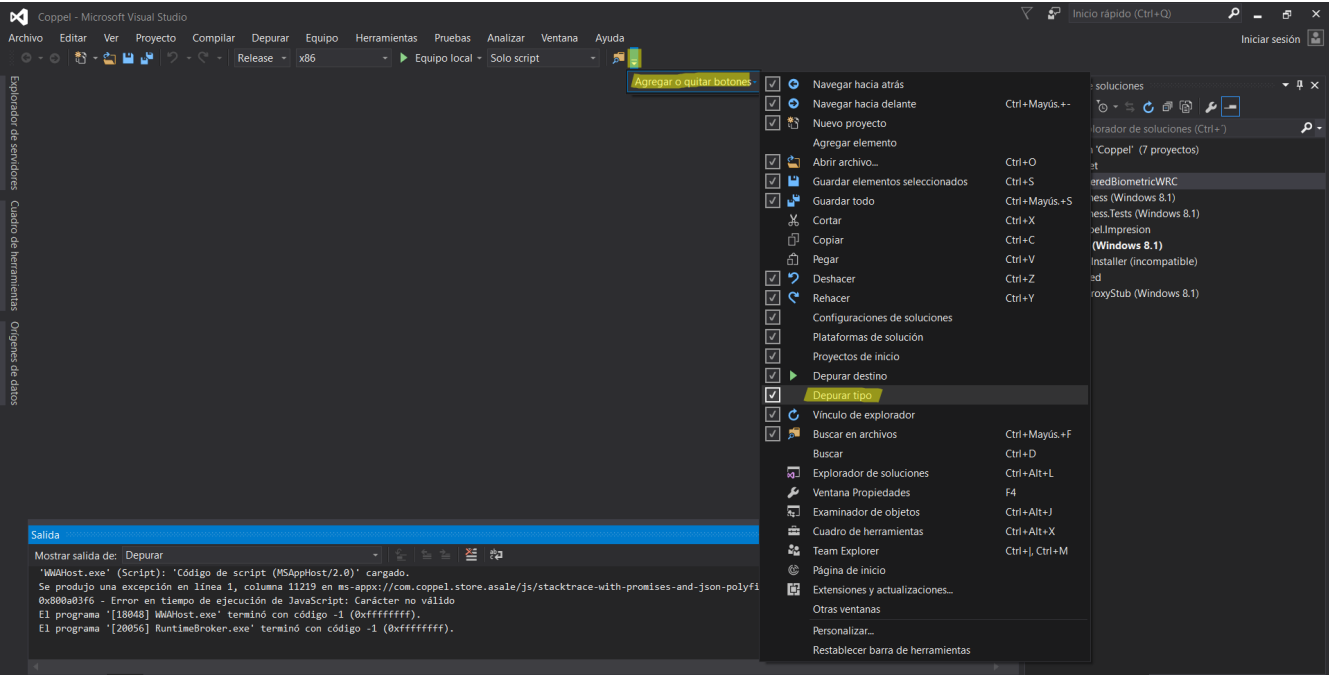 Coppel - Microsoft Visual Studio
Inicio rápido (Ctrl+Q)
Archivo Editar Ver Proyecto Compilar Depurar Equipo Herramientas Pruebas Analizar Ventana Ayuda
Iniciar sesión
Release x86 Equipo local Solo script
Explorador de servidores
Cuadro de herramientas
Orígenes de datos
Agregar o quitar botones
Navegar hacia atrás
Navegar hacia delante Ctrl+Mayús.+-
Nuevo proyecto
Agregar elemento
Abrir archivo... Ctrl+O
Guardar elementos seleccionados Ctrl+S
Guardar todo Ctrl+Mayús.+S
Cortar Ctrl+X
Copiar Ctrl+C
Pegar Ctrl+V
Deshacer Ctrl+Z
Rehacer Ctrl+Y
Configuraciones de soluciones
Plataformas de solución
Proyectos de inicio
Depurar destino
Depurar tipo
Vínculo de explorador
Buscar en archivos Ctrl+Mayús.+F
Buscar Ctrl+D
Explorador de soluciones Ctrl+Alt+L
Ventana Propiedades F4
Examinador de objetos Ctrl+Alt+J
Cuadro de herramientas Ctrl+Alt+X
Team Explorer Ctrl+|, Ctrl+M
Página de inicio
Extensiones y actualizaciones...
Otras ventanas
Personalizar...
Restablecer barra de herramientas
soluciones
lorador de soluciones (Ctrl+¨)
'Coppel' (7 proyectos)
et
eredBiometricWRC
ness (Windows 8.1)
ness.Tests (Windows 8.1)
pel.Impresion
(Windows 8.1)
Installer (incompatible)
ed
roxyStub (Windows 8.1)
Salida
Mostrar salida de: Depurar
'WWAHost.exe' (Script): 'Código de script (MSAppHost/2.0)' cargado.
Se produjo una excepción en línea 1, columna 11219 en ms-appx://com.coppel.store.asale/js/stacktrace-with-promises-and-json-polyfi
0x800a03f6 - Error en tiempo de ejecución de JavaScript: Carácter no válido
El programa '[18048] WWAHost.exe' terminó con código -1 (0xffffffff).
El programa '[20056] RuntimeBroker.exe' terminó con código -1 (0xffffffff).